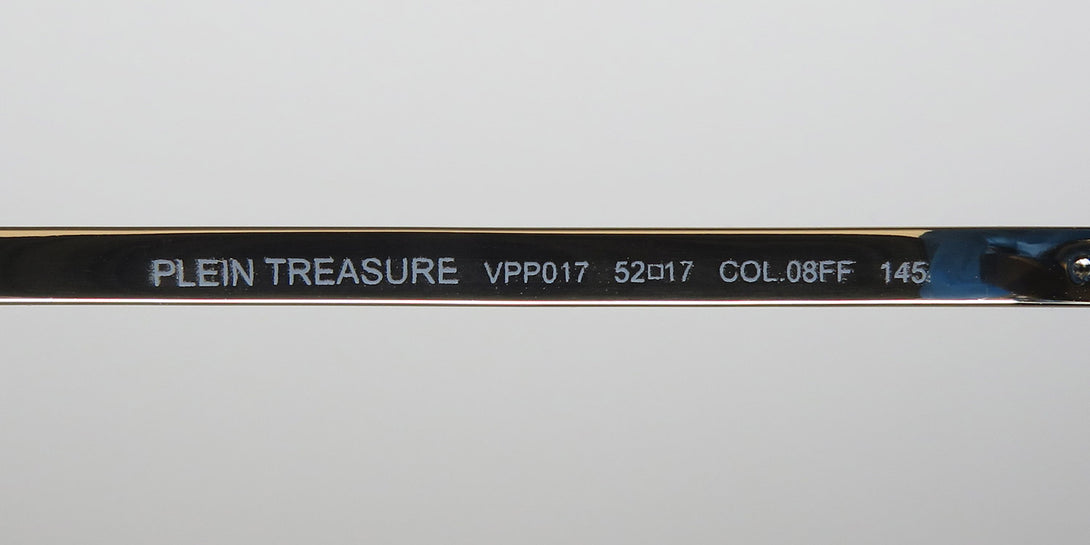 PLEIN TREASURE VPP017 52□17 COL.08FF 145